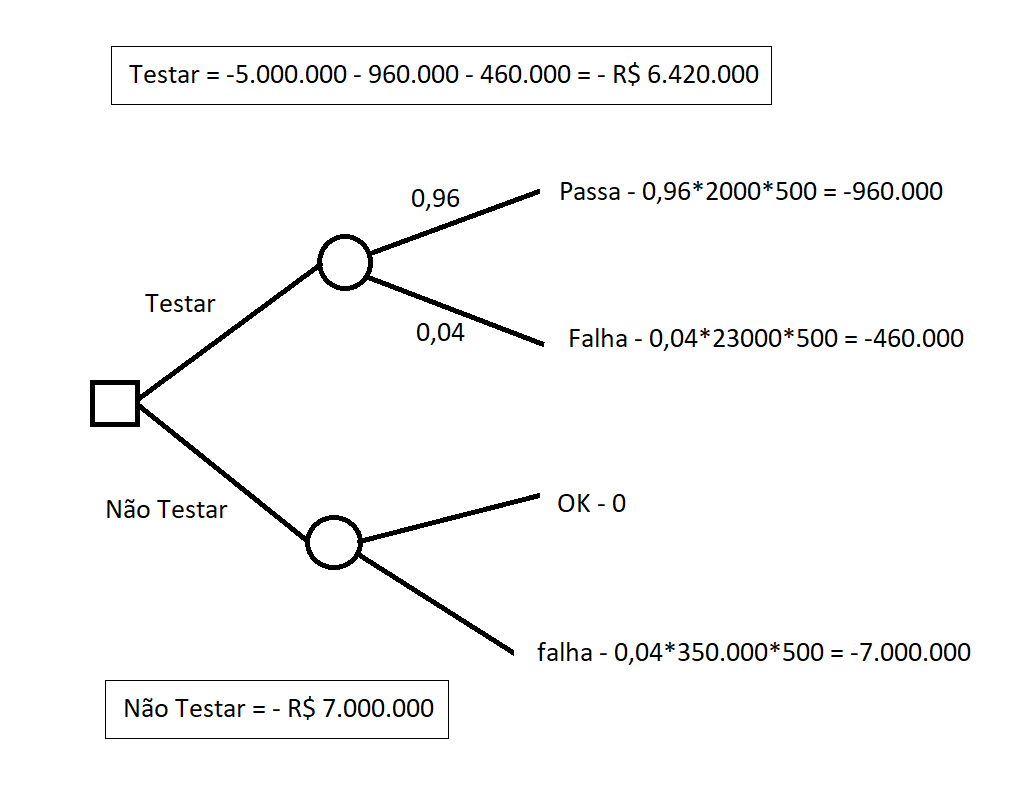 Testar = -5.000.000 - 960.000 - 460.000 = - R$ 6.420.000
0,96
Passa - 0,96*2000*500 = -960.000
Testar
0,04
Falha - 0,04*23000*500 = -460.000
Não Testar
OK - 0
falha - 0,04*350.000*500 = -7.000.000
Não Testar = - R$ 7.000.000